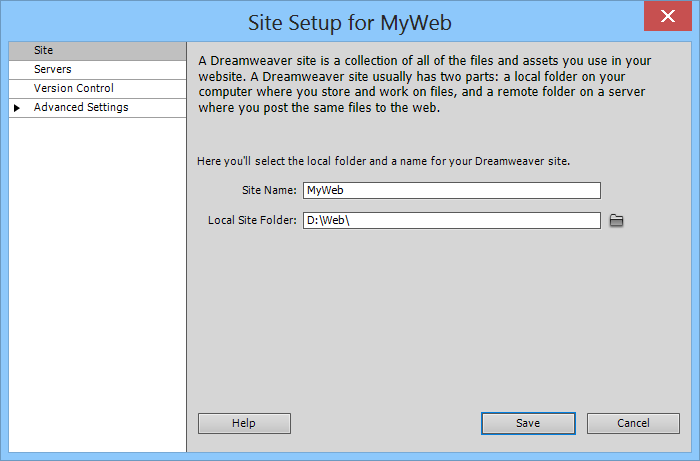 Site Setup for MyWeb
Site
Servers
Version Control
Advanced Settings
A Dreamweaver site is a collection of all of the files and assets you use in your
website. A Dreamweaver site usually has two parts: a local folder on your
computer where you store and work on files, and a remote folder on a server
where you post the same files to the web.
Here you'll select the local folder and a name for your Dreamweaver site.
Site Name: MyWeb
Local Site Folder: D:\Web\
Help Save Cancel